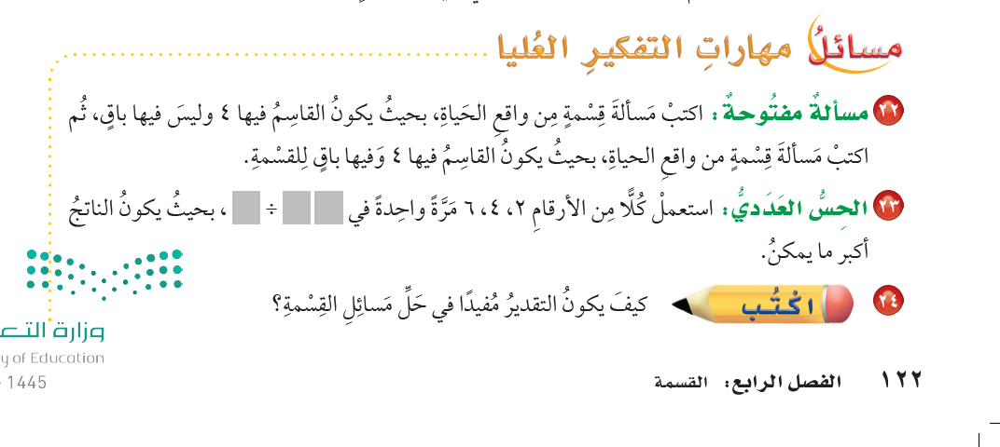 مسائلُ مهاراتِ التفكيرِ العُليا
٢٢ مسألةٌ مفتُوحةٌ: اكتبْ مَسألةَ قِسْمةٍ مِن واقعِ الحَياةِ، بحيثُ يكونُ القاسِمُ فيها ٤ وليسَ فيها باقٍ، ثُم
اكتبْ مَسألةَ قِسْمةٍ من واقعِ الحياةِ، بحيثُ يكونُ القاسِمُ فيها ٤ وَفيها باقٍ لِلقسْمةِ.
٢٣ الحِسُّ العَدَديُّ: استعملْ كُلًّا مِن الأرقامِ ٢، ٤، ٦ مَرَّةً واحِدةً في ÷ ، بحيثُ يكونُ الناتجُ
أكبر ما يمكنُ.
٢٤ اكْتُب كيفَ يكونُ التقديرُ مُفيدًا في حَلِّ مَسائِلِ القِسْمةِ؟
وزارة التعـ
y of Education
1445
١٢٢ الفصل الرابع: القسمة